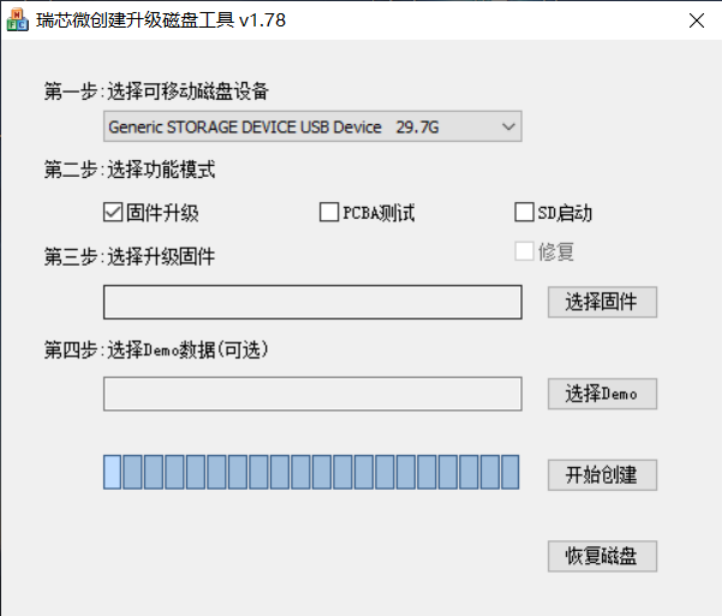 瑞芯微创建升级磁盘工具 v1.78
第一步:选择可移动磁盘设备
Generic STORAGE DEVICE USB Device 29.7G
第二步:选择功能模式
固件升级 PCBA测试 SD启动
修复
第三步:选择升级固件
选择固件
第四步:选择Demo数据(可选)
选择Demo
开始创建
恢复磁盘